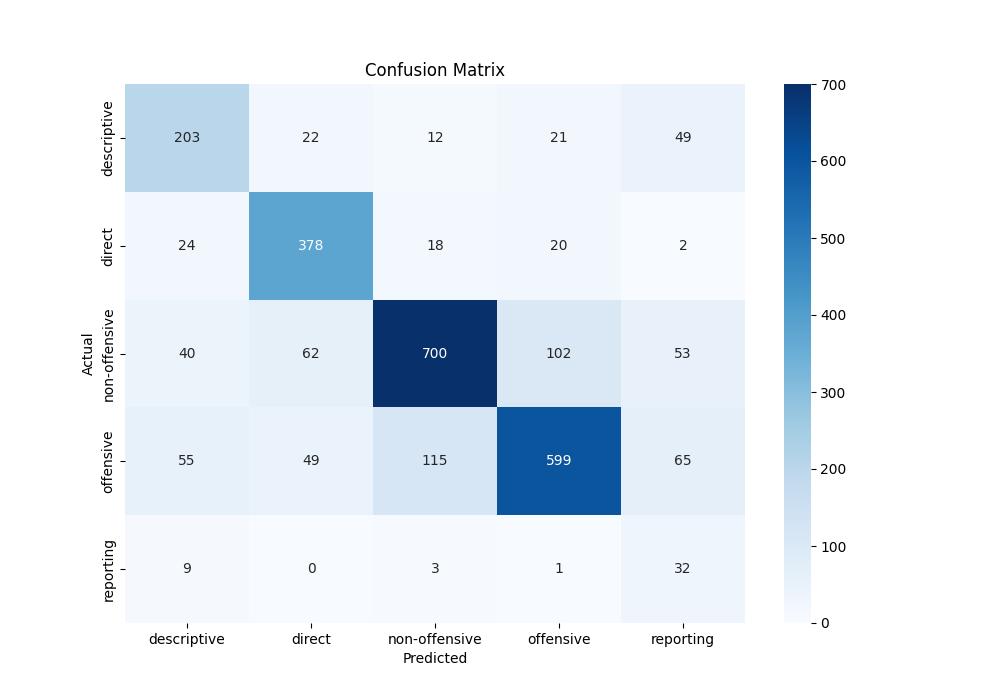 Confusion Matrix
Actual
descriptive
203 22 12 21 49
direct
24 378 18 20 2
non-offensive
40 62 700 102 53
offensive
55 49 115 599 65
reporting
9 0 3 1 32
descriptive direct non-offensive offensive reporting
Predicted
700
600
500
400
300
200
100
0